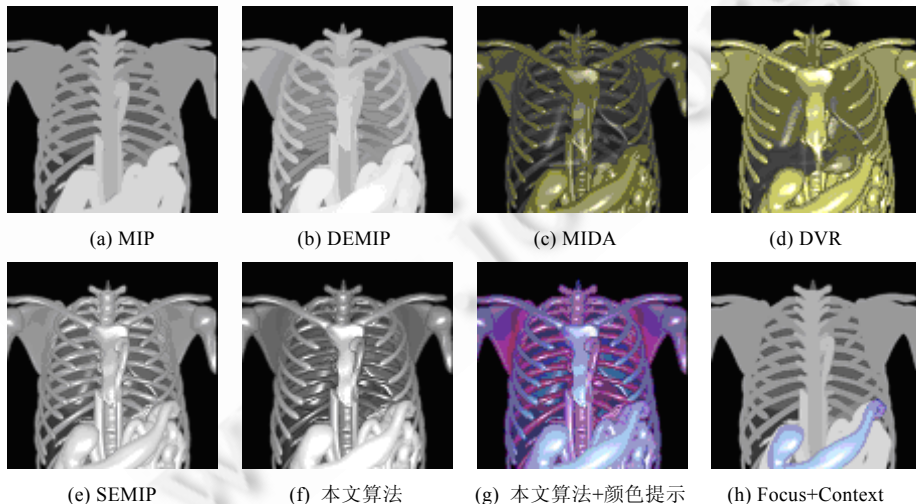 (a) MIP
(b) DEMIP
(c) MIDA
(d) DVR
(e) SEMIP
(f) 本文算法
(g) 本文算法+颜色提示
(h) Focus+Context